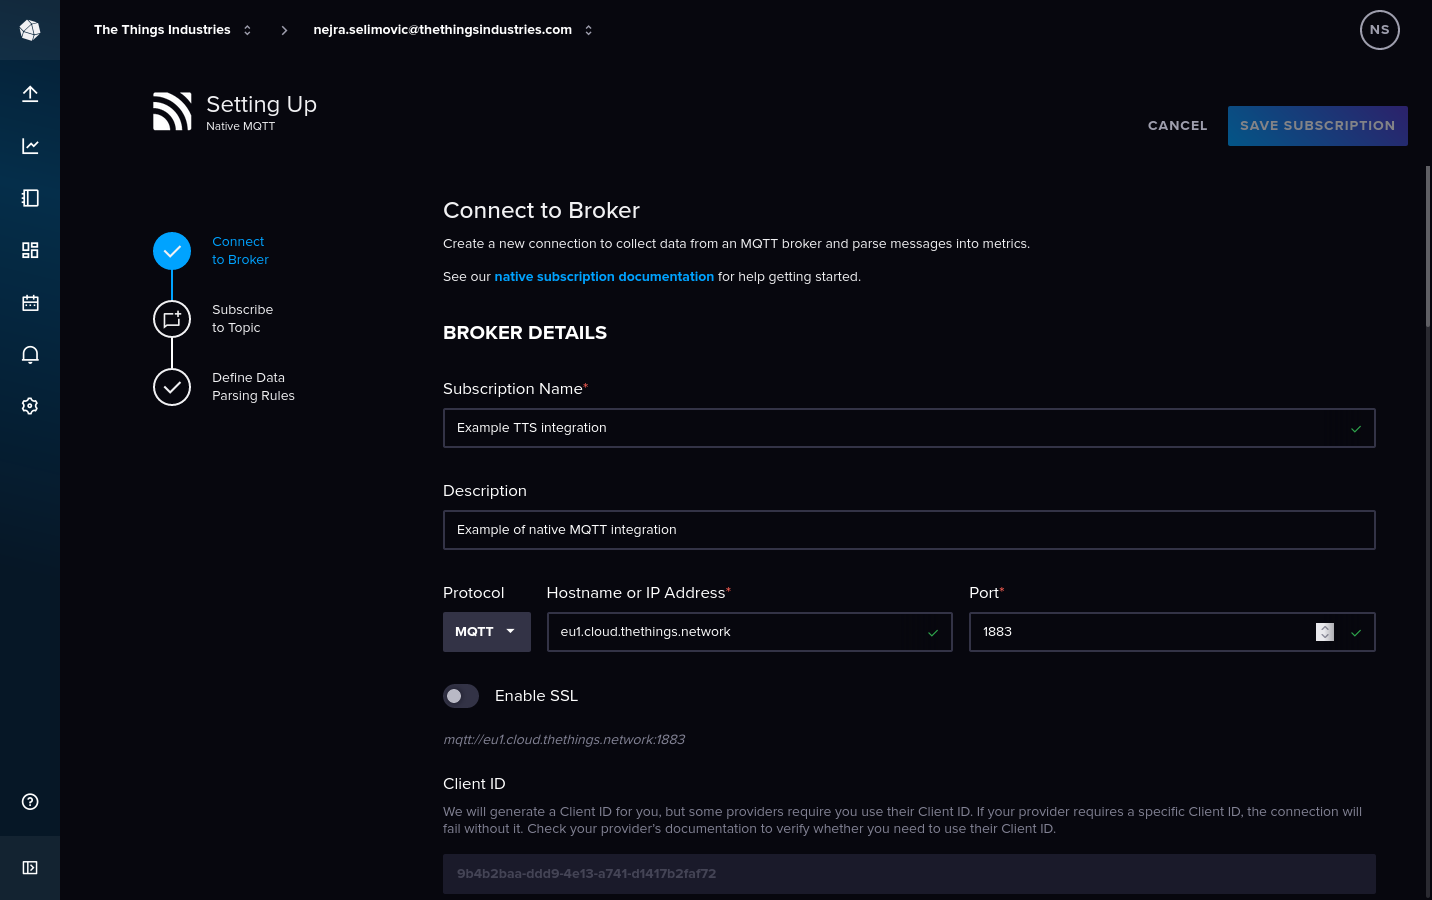 The Things Industries
nejra.selimovic@thethingsindustries.com
NS
Setting Up
Native MQTT
CANCEL
SAVE SUBSCRIPTION
Connect
to Broker
Subscribe
to Topic
Define Data
Parsing Rules
Connect to Broker
Create a new connection to collect data from an MQTT broker and parse messages into metrics.
See our native subscription documentation for help getting started.
BROKER DETAILS
Subscription Name*
Example TTS integration
Description
Example of native MQTT integration
Protocol
Hostname or IP Address*
Port*
MQTT
eu1.cloud.thethings.network
1883
Enable SSL
mqtt://eu1.cloud.thethings.network:1883
Client ID
We will generate a Client ID for you, but some providers require you use their Client ID. If your provider requires a specific Client ID, the connection will
fail without it. Check your provider's documentation to verify whether you need to use their Client ID.
9b4b2baa-ddd9-4e13-a741-d1417b2faf72